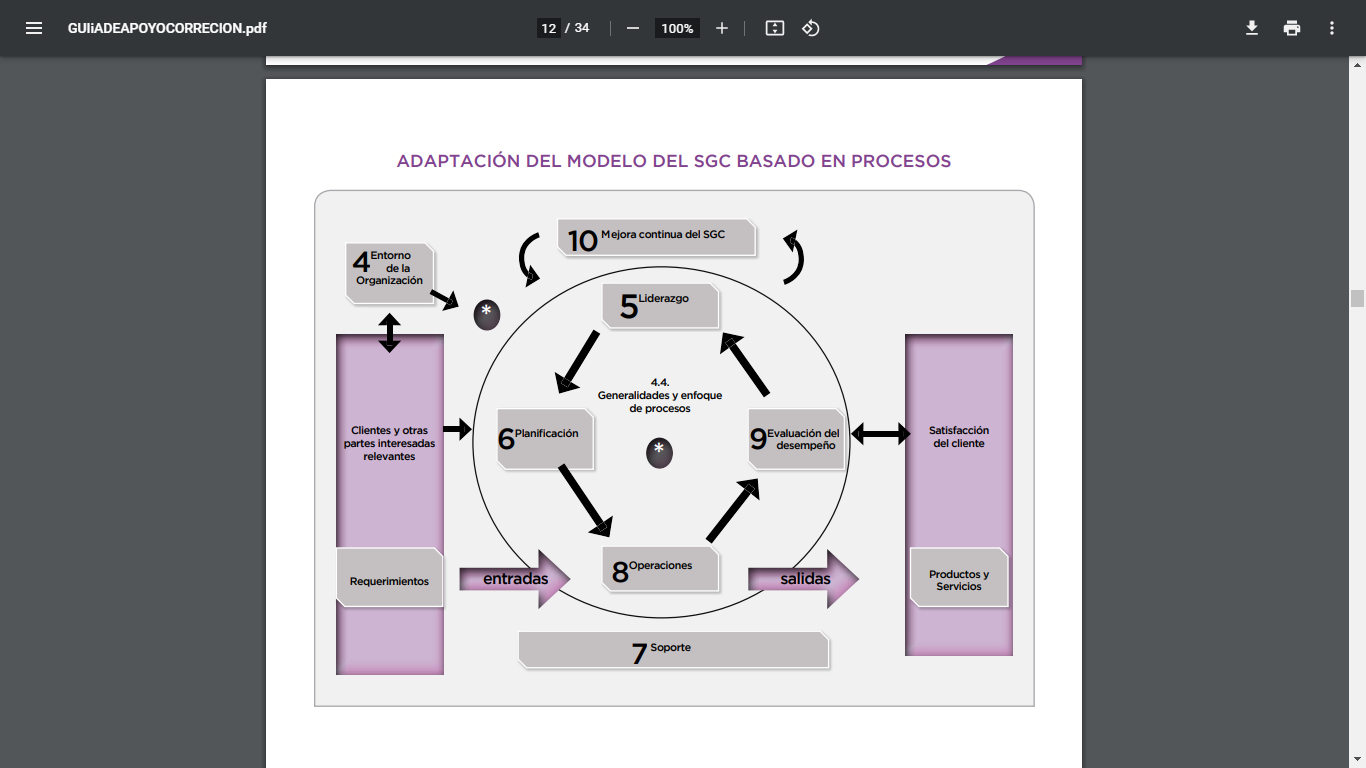 GUIiADEAPOYOCORRECION.pdf
12 / 34
100%
ADAPTACIÓN DEL MODELO DEL SGC BASADO EN PROCESOS
10 Mejora continua del SGC
4 Entorno
de la
Organización
*
5 Liderazgo
4.4.
Generalidades y enfoque
de procesos
*
Clientes y otras
partes interesadas
relevantes
6 Planificación
9 Evaluación del
desempeño
Satisfacción
del cliente
Requerimientos
entradas
8 Operaciones
salidas
Productos y
Servicios
7 Soporte